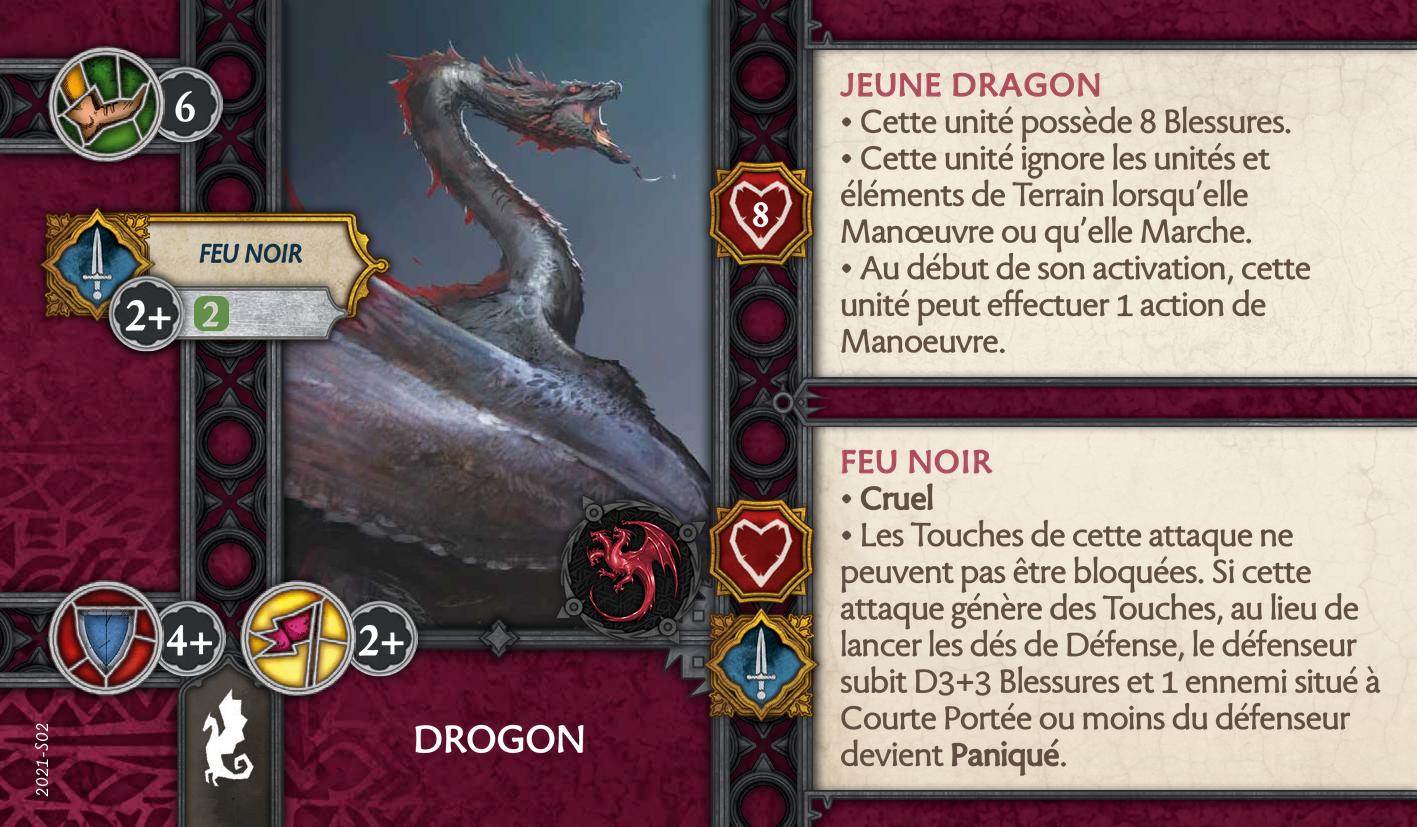 6
FEU NOIR
2+ 2
4+ 2+
DROGON
2021-S02
8
JEUNE DRAGON
• Cette unité possède 8 Blessures.
• Cette unité ignore les unités et
éléments de Terrain lorsqu'elle
Manœuvre ou qu'elle Marche.
• Au début de son activation, cette
unité peut effectuer 1 action de
Manoeuvre.
FEU NOIR
• Cruel
• Les Touches de cette attaque ne
peuvent pas être bloquées. Si cette
attaque génère des Touches, au lieu de
lancer les dés de Défense, le défenseur
subit D3+3 Blessures et 1 ennemi situé à
Courte Portée ou moins du défenseur
devient Paniqué.